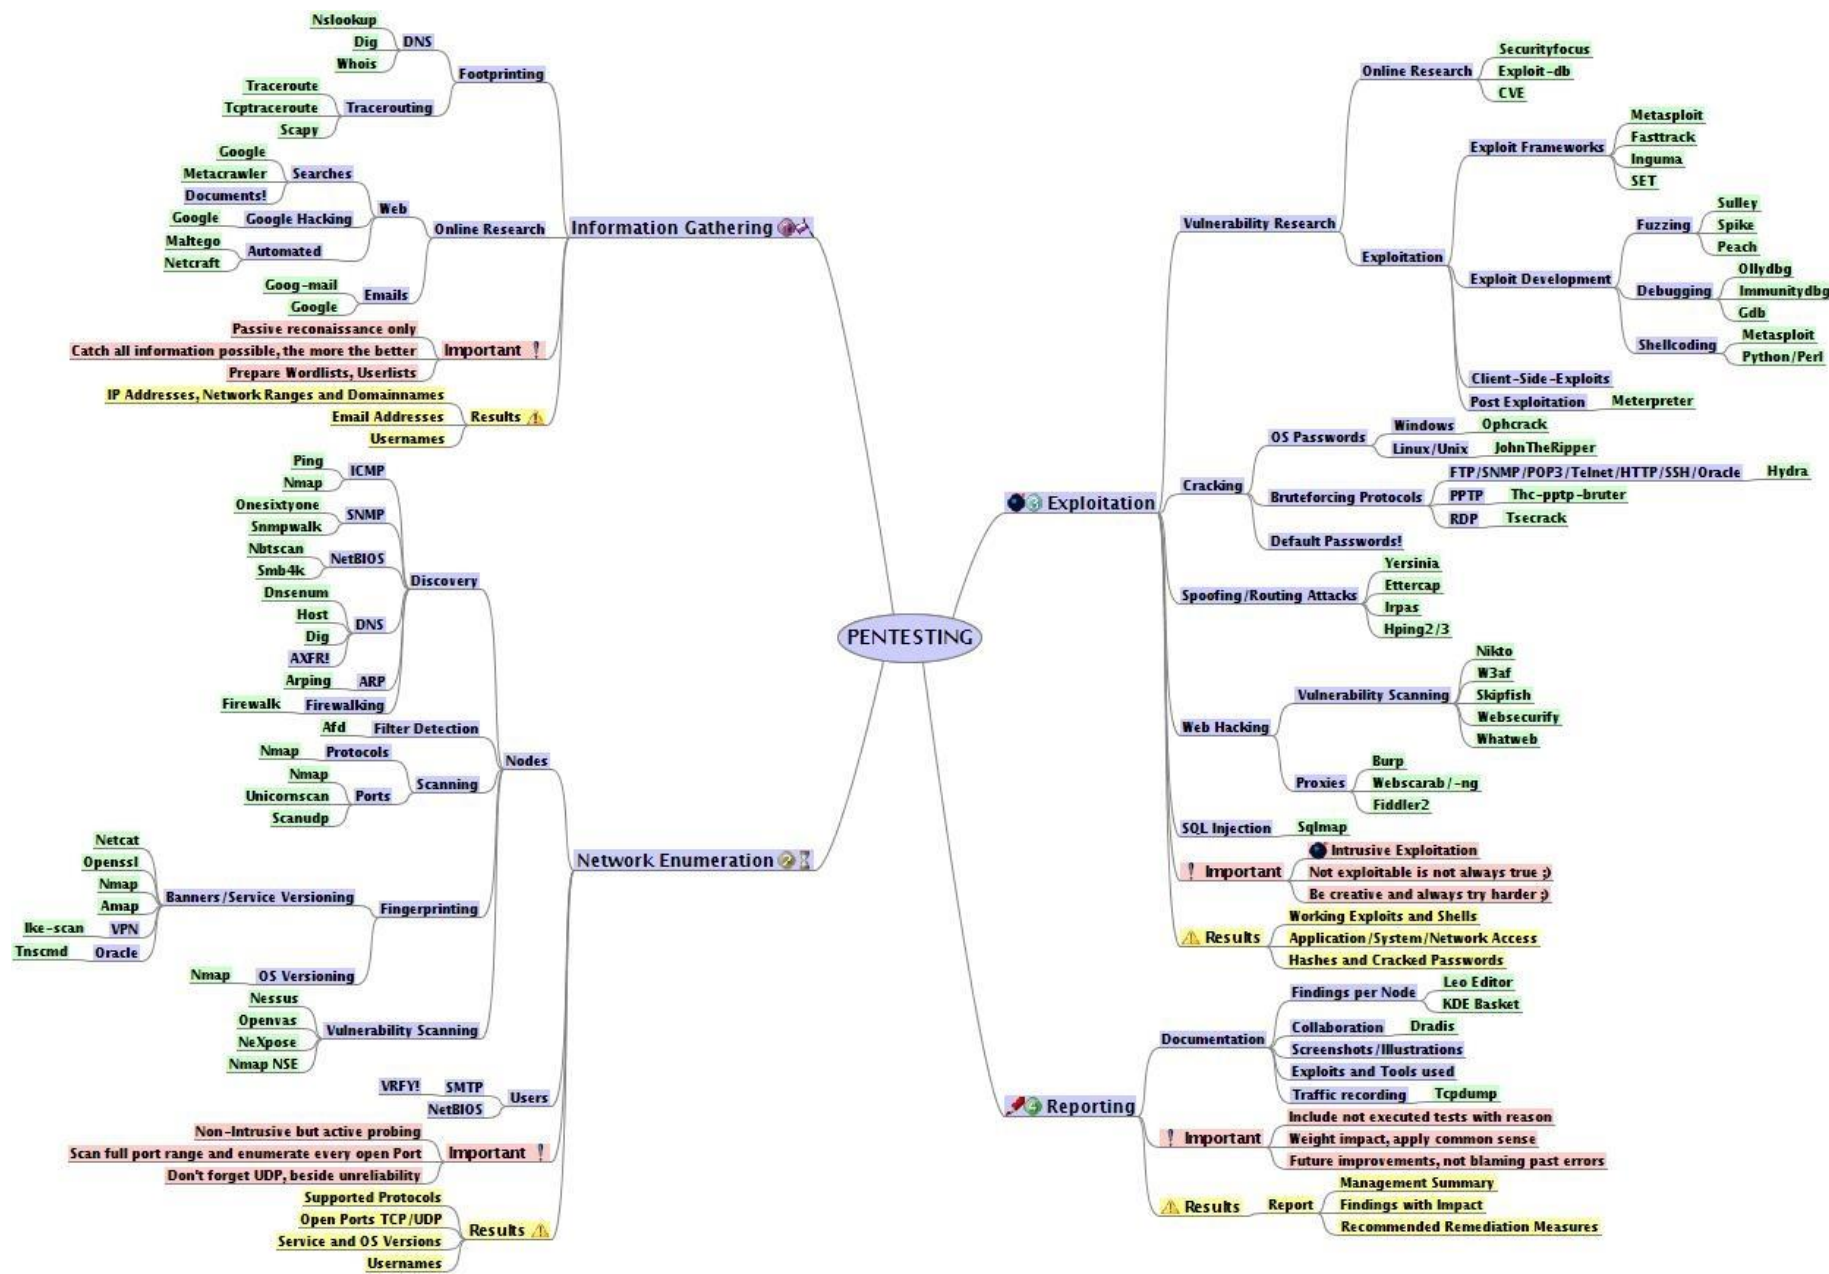 Nslookup
Dig
Whois
DNS
Footprinting
Traceroute
Tcptraceroute
Scapy
Tracerouting
Google
Metacrawler
Documents!
Searches
Google
Google Hacking
Maltego
Netcraft
Automated
Web
Online Research
Goog-mail
Google
Emails
Information Gathering
Passive reconaissance only
Catch all information possible, the more the better
Prepare Wordlists, Userlists
Important !
IP Addresses, Network Ranges and Domainnames
Email Addresses
Usernames
Results
Ping
Nmap
ICMP
Onesixtyone
Snmpwalk
SNMP
Nbtscan
Smb4k
NetBIOS
Discovery
Dnsenum
Host
Dig
AXFR!
DNS
Arping
ARP
Firewalk
Firewalking
Afd
Filter Detection
Nmap
Protocols
Nmap
Unicornscan
Scanudp
Ports
Scanning
Nodes
Netcat
Openssl
Nmap
Amap
Ike-scan
VPN
Tnscmd
Oracle
Banners/Service Versioning
Fingerprinting
Nmap
OS Versioning
Nessus
Openvas
NeXpose
Nmap NSE
Vulnerability Scanning
Network Enumeration
VRFY!
SMTP
NetBIOS
Users
Non-Intrusive but active probing
Scan full port range and enumerate every open Port
Don't forget UDP, beside unreliability
Important !
Supported Protocols
Open Ports TCP/UDP
Service and OS Versions
Usernames
Results
PENTESTING
Exploitation
Vulnerability Research
Online Research
Securityfocus
Exploit-db
CVE
Exploitation
Exploit Frameworks
Metasploit
Fasttrack
Inguma
SET
Exploit Development
Fuzzing
Sulley
Spike
Peach
Debugging
Ollydbg
Immunitydbg
Gdb
Shellcoding
Metasploit
Python/Perl
Client-Side-Exploits
Post Exploitation
Meterpreter
Cracking
OS Passwords
Windows
Ophcrack
Linux/Unix
JohnTheRipper
Bruteforcing Protocols
FTP/SNMP/POP3/Telnet/HTTP/SSH/Oracle
Hydra
PPTP
Thc-pptp-bruter
RDP
Tsecrack
Default Passwords!
Spoofing/Routing Attacks
Yersinia
Ettercap
Irpas
Hping2/3
Web Hacking
Vulnerability Scanning
Nikto
W3af
Skipfish
Websecurify
Whatweb
Proxies
Burp
Webscarab/-ng
Fiddler2
SQL Injection
Sqlmap
! Important
Intrusive Exploitation
Not exploitable is not always true ;)
Be creative and always try harder ;)
Results
Working Exploits and Shells
Application/System/Network Access
Hashes and Cracked Passwords
Reporting
Documentation
Findings per Node
Leo Editor
KDE Basket
Collaboration
Dradis
Screenshots/Illustrations
Exploits and Tools used
Traffic recording
Tcpdump
! Important
Include not executed tests with reason
Weight impact, apply common sense
Future improvements, not blaming past errors
Results
Report
Management Summary
Findings with Impact
Recommended Remediation Measures